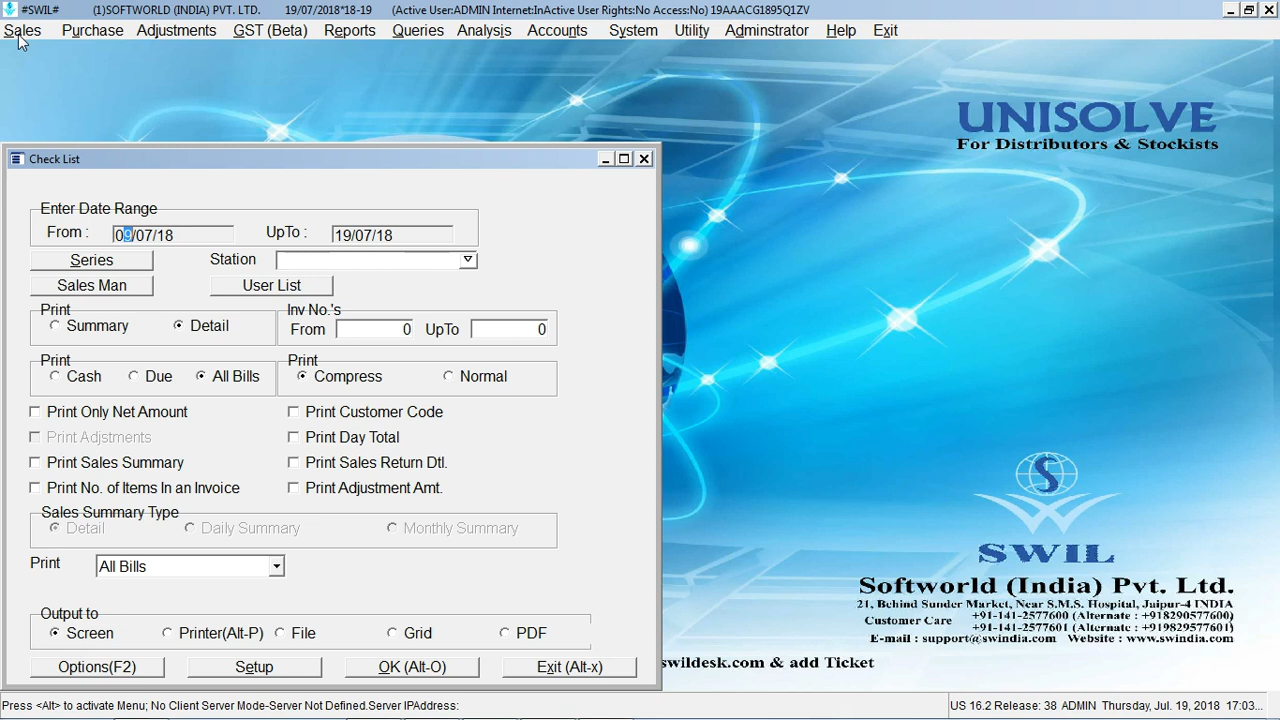 #SWIL# (1)SOFTWORLD (INDIA) PVT. LTD. 19/07/2018*18-19 (Active User:ADMIN Internet:InActive User Rights:No Access:No) 19AAACG1895Q1ZV
Sales Purchase Adjustments GST (Beta) Reports Queries Analysis Accounts System Utility Adminstrator Help Exit
UNISOLVE
For Distributors & Stockists
Check List
Enter Date Range
From : 09/07/18 UpTo : 19/07/18
Series Station
Sales Man User List
Print Inv No.'s
Summary Detail From 0 UpTo 0
Print Print
Cash Due All Bills Compress Normal
Print Only Net Amount Print Customer Code
Print Adjstments Print Day Total
Print Sales Summary Print Sales Return Dtl.
Print No. of Items In an Invoice Print Adjustment Amt.
Sales Summary Type
Detail Daily Summary Monthly Summary
Print All Bills
Output to
Screen Printer(Alt-P) File Grid PDF
Options(F2) Setup OK (Alt-O) Exit (Alt-x)
S
SWIL
Softworld (India) Pvt. Ltd.
21, Behind Sunder Market, Near S.M.S. Hospital, Jaipur-4 INDIA
Customer Care +91-141-2577600 (Alternate : +918290577600)
+91-141-2577601 (Alternate : +919829577601)
E-mail : support@swindia.com Website : www.swindia.com
swildesk.com & add Ticket
Press <Alt> to activate Menu; No Client Server Mode-Server Not Defined.Server IPAddress: US 16.2 Release: 38 ADMIN Thursday, Jul. 19, 2018 17:03...